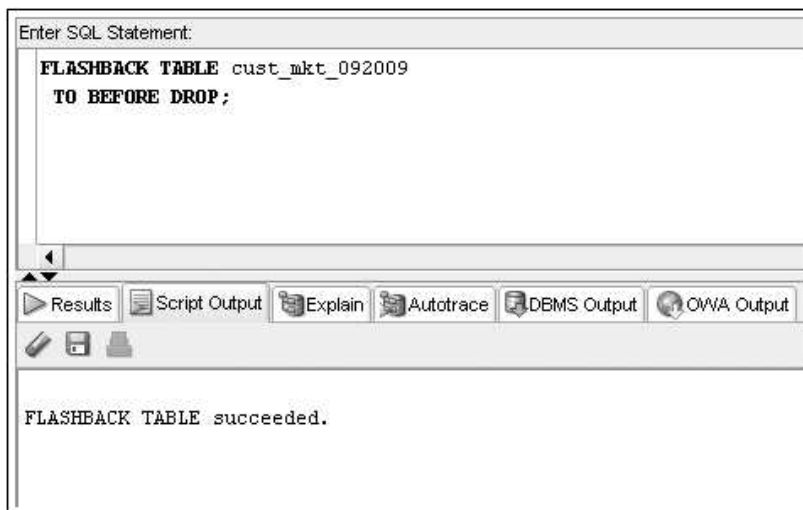 Enter SQL Statement:
FLASHBACK TABLE cust_mkt_092009
TO BEFORE DROP;
Results Script Output Explain Autotrace DBMS Output OWA Output
FLASHBACK TABLE succeeded.